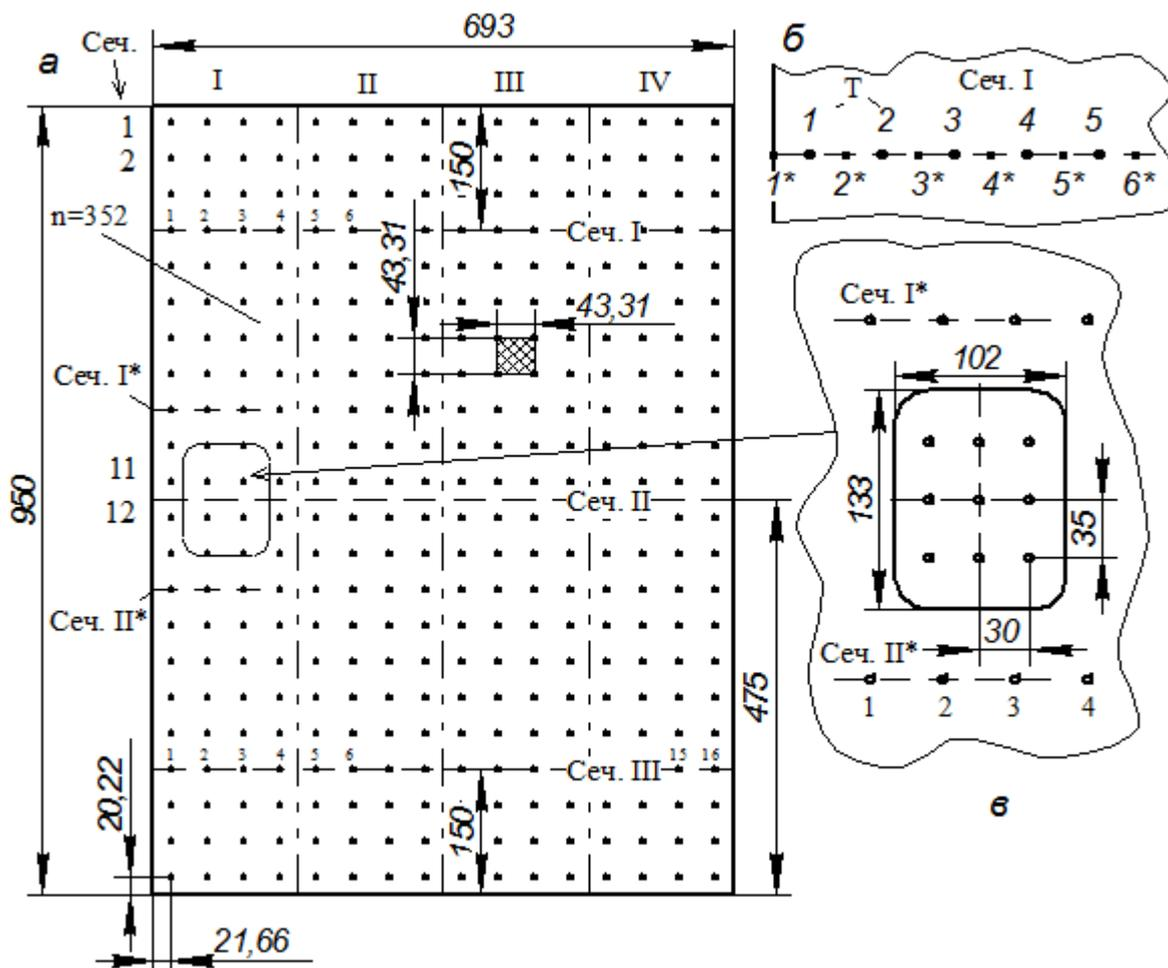 693
а
Сеч.
I II III IV
1
2
150
n=352
1 2 3 4 5 6
Сеч. I
43,31
43,31
Сеч. I*
11
12
Сеч. II
950
Сеч. II*
475
1 2 3 4 5 6 15 16
Сеч. III
20,22
150
21,66
б
Сеч. I
Т
1 2 3 4 5
1* 2* 3* 4* 5* 6*
Сеч. I*
102
133
35
30
Сеч. II*
1 2 3 4
в